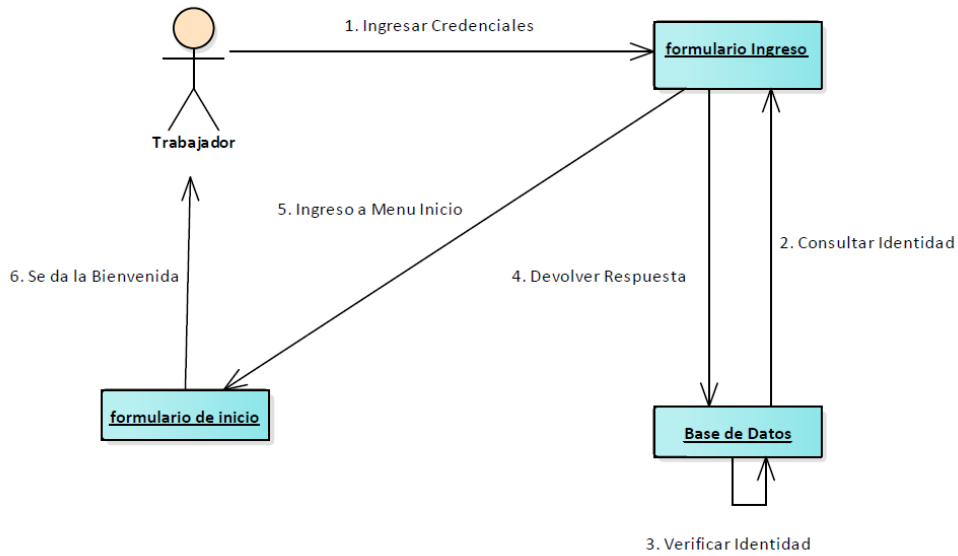 1. Ingresar Credenciales
formulario Ingreso
Trabajador
5. Ingreso a Menu Inicio
2. Consultar Identidad
6. Se da la Bienvenida
4. Devolver Respuesta
formulario de inicio
Base de Datos
3. Verificar Identidad